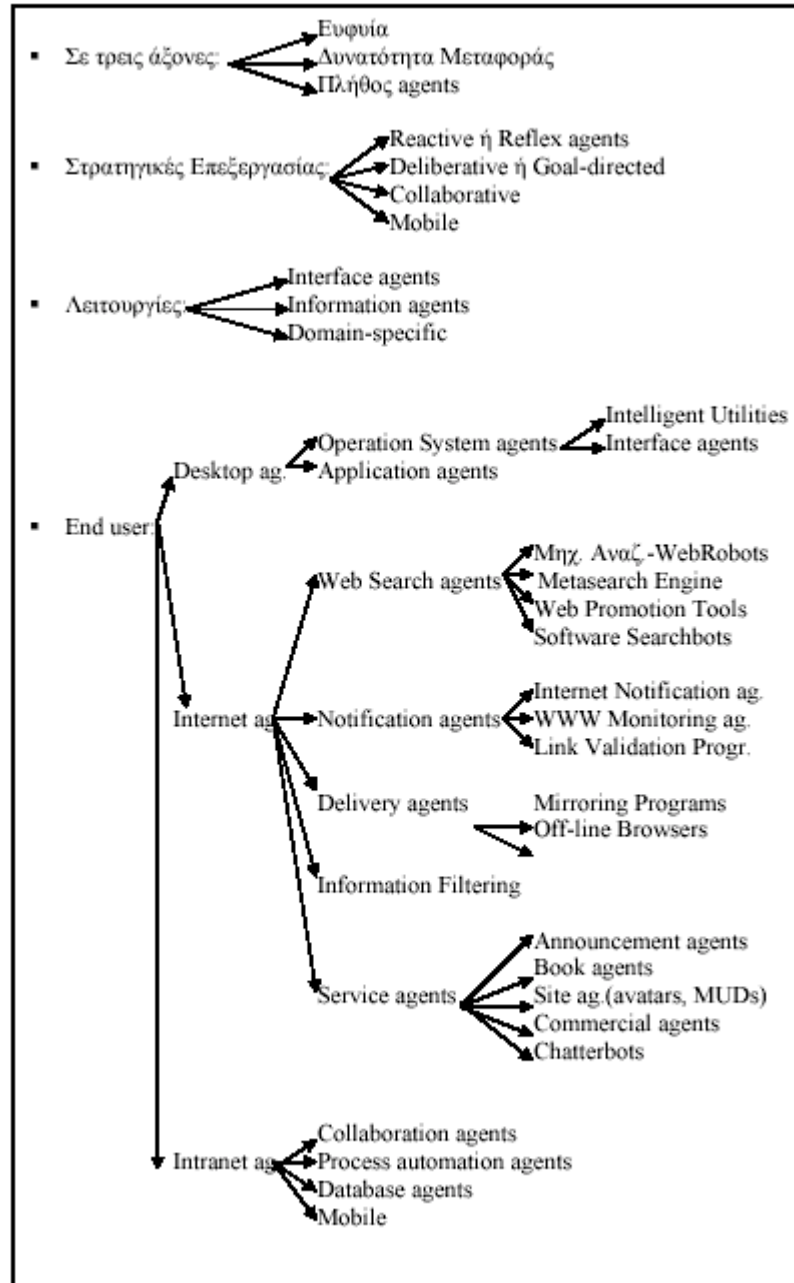 Ευφυία
▪ Σε τρεις άξονες: Δυνατότητα Μεταφοράς
Πλήθος agents
Reactive ή Reflex agents
▪ Στρατηγικές Επεξεργασίας: Deliberative ή Goal-directed
Collaborative
Mobile
Interface agents
▪ Λειτουργίες: Information agents
Domain-specific
Intelligent Utilities
Operation System agents Interface agents
Desktop ag. Application agents
▪ End user:
Μηχ. Αναζ.-WebRobots
Web Search agents Metasearch Engine
Web Promotion Tools
Software Searchbots
Internet Notification ag.
Internet ag Notification agents WWW Monitoring ag.
Link Validation Progr.
Delivery agents Mirroring Programs
Off-line Browsers
Information Filtering
Announcement agents
Book agents
Service agents Site ag.(avatars, MUDs)
Commercial agents
Chatterbots
Collaboration agents
Intranet ag Process automation agents
Database agents
Mobile